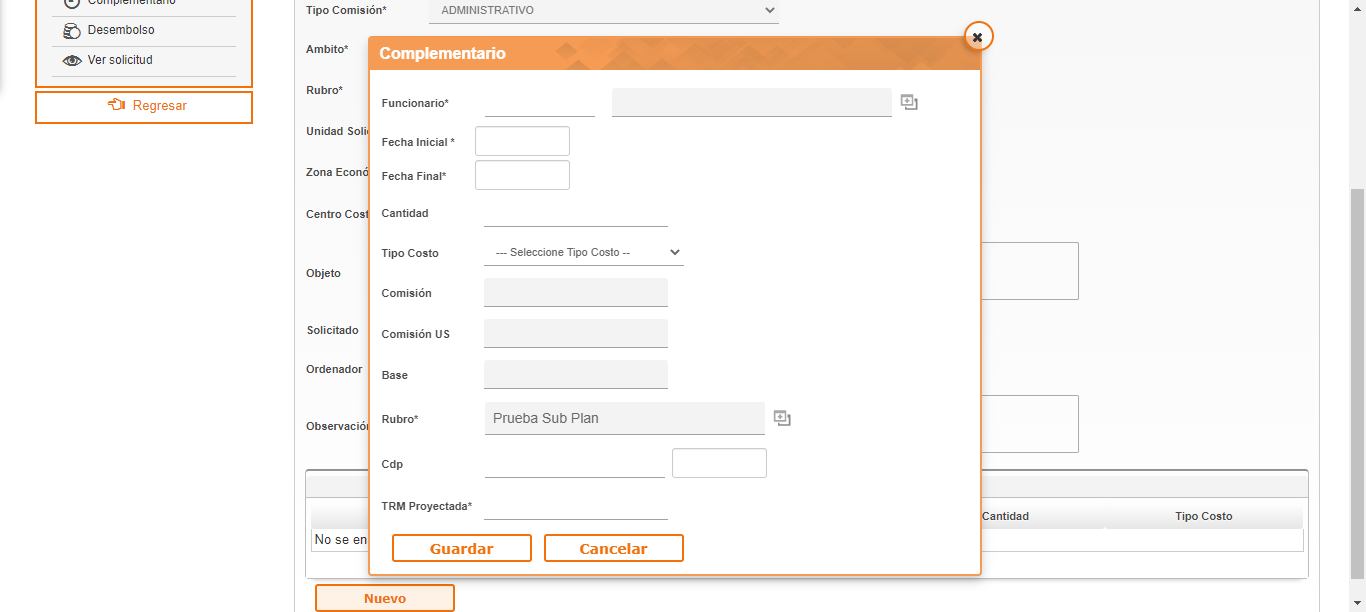 Complementario
Desembolso
Ver solicitud
Regresar
Tipo Comisión* ADMINISTRATIVO
Ambito*
Rubro*
Unidad Soli
Zona Econó
Centro Cost
Objeto
Solicitado
Ordenador
Observación
Complementario
Funcionario*
Fecha Inicial *
Fecha Final*
Cantidad
Tipo Costo --- Seleccione Tipo Costo --
Comisión
Comisión US
Base
Rubro* Prueba Sub Plan
Cdp
TRM Proyectada*
Guardar Cancelar
Cantidad Tipo Costo
No se en
Nuevo